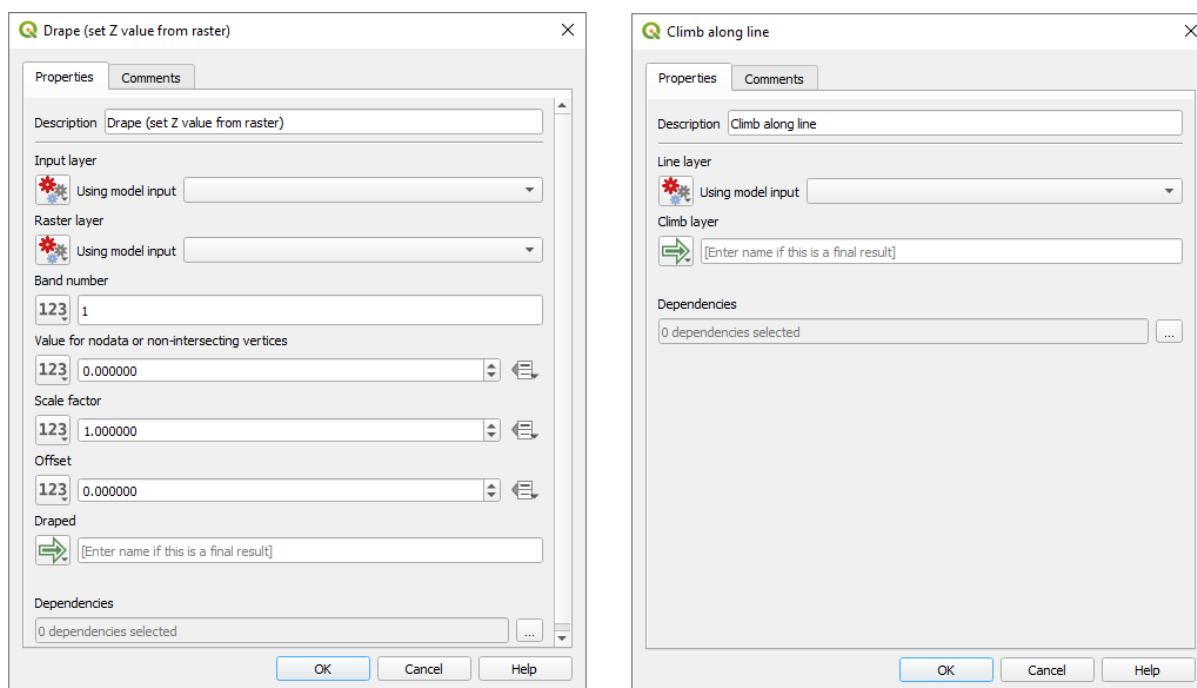 Drape (set Z value from raster)
Properties
Comments
Description Drape (set Z value from raster)
Input layer
Using model input
Raster layer
Using model input
Band number
123 1
Value for nodata or non-intersecting vertices
123 0.000000
Scale factor
123 1.000000
Offset
123 0.000000
Draped
[Enter name if this is a final result]
Dependencies
0 dependencies selected
...
OK
Cancel
Help
Climb along line
Properties
Comments
Description Climb along line
Line layer
Using model input
Climb layer
[Enter name if this is a final result]
Dependencies
0 dependencies selected
...
OK
Cancel
Help